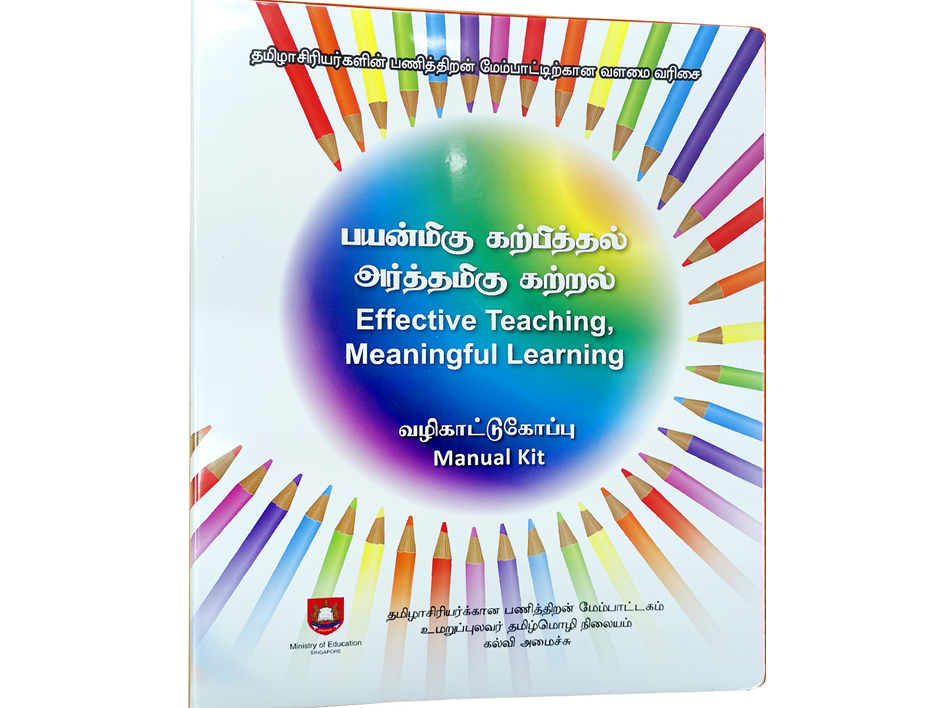 தமிழாசிரியர்களின் பணித்திறன் மேம்பாட்டிற்கான வளமை வரிசை
பயன்மிகு கற்பித்தல்
அர்த்தமிகு கற்றல்
Effective Teaching,
Meaningful Learning
வழிகாட்டுகோப்பு
Manual Kit
Ministry of Education
SINGAPORE
தமிழாசிரியர்க்கான பணித்திறன் மேம்பாட்டகம்
உமறுப்புலவர் தமிழ்மொழி நிலையம்
கல்வி அமைச்சு